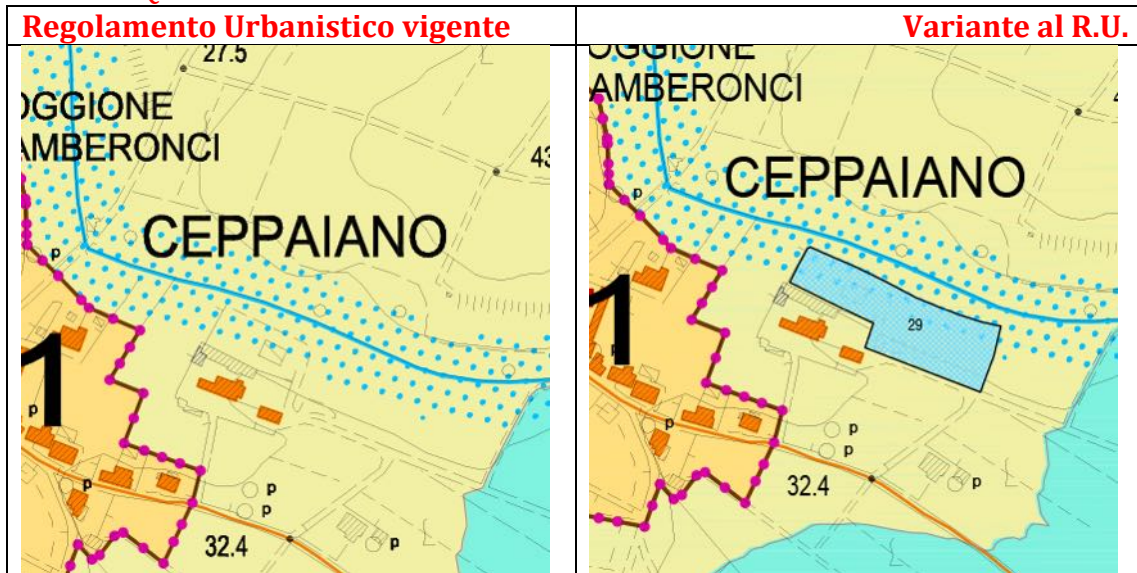 Regolamento Urbanistico vigente
Variante al R.U.
27.5
OGGIONE
AMBERONCI
43
CEPPAIANO
p
1
p
p
p
p
p
32.4
OGGIONE
AMBERONCI
CEPPAIANO
p
29
1
p
p
p
p
p
32.4